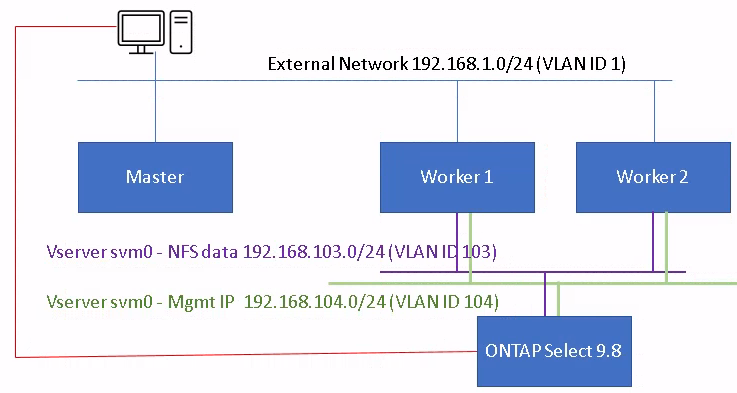 External Network 192.168.1.0/24 (VLAN ID 1)
Master
Worker 1
Worker 2
Vserver svm0 - NFS data 192.168.103.0/24 (VLAN ID 103)
Vserver svm0 - Mgmt IP 192.168.104.0/24 (VLAN ID 104)
ONTAP Select 9.8